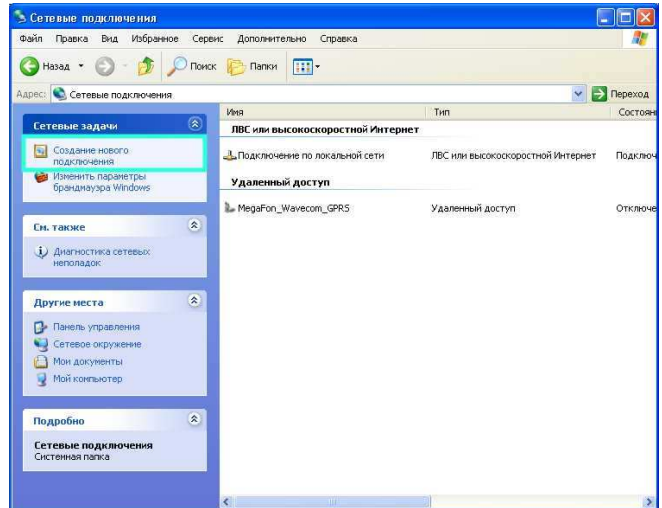 Сетевые подключения
Файл Правка Вид Избранное Сервис Дополнительно Справка
Назад Поиск Папки
Адрес: Сетевые подключения Переход
Сетевые задачи
Создание нового
подключения
Изменить параметры
брандмауэра Windows
См. также
Диагностика сетевых
неполадок
Другие места
Панель управления
Сетевое окружение
Мои документы
Мой компьютер
Подробно
Сетевые подключения
Системная папка
Имя Тип Состоян
ЛВС или высокоскоростной Интернет
Подключение по локальной сети ЛВС или высокоскоростной Интернет Подключ
Удаленный доступ
MegaFon_Wavecom_GPRS Удаленный доступ Отключе